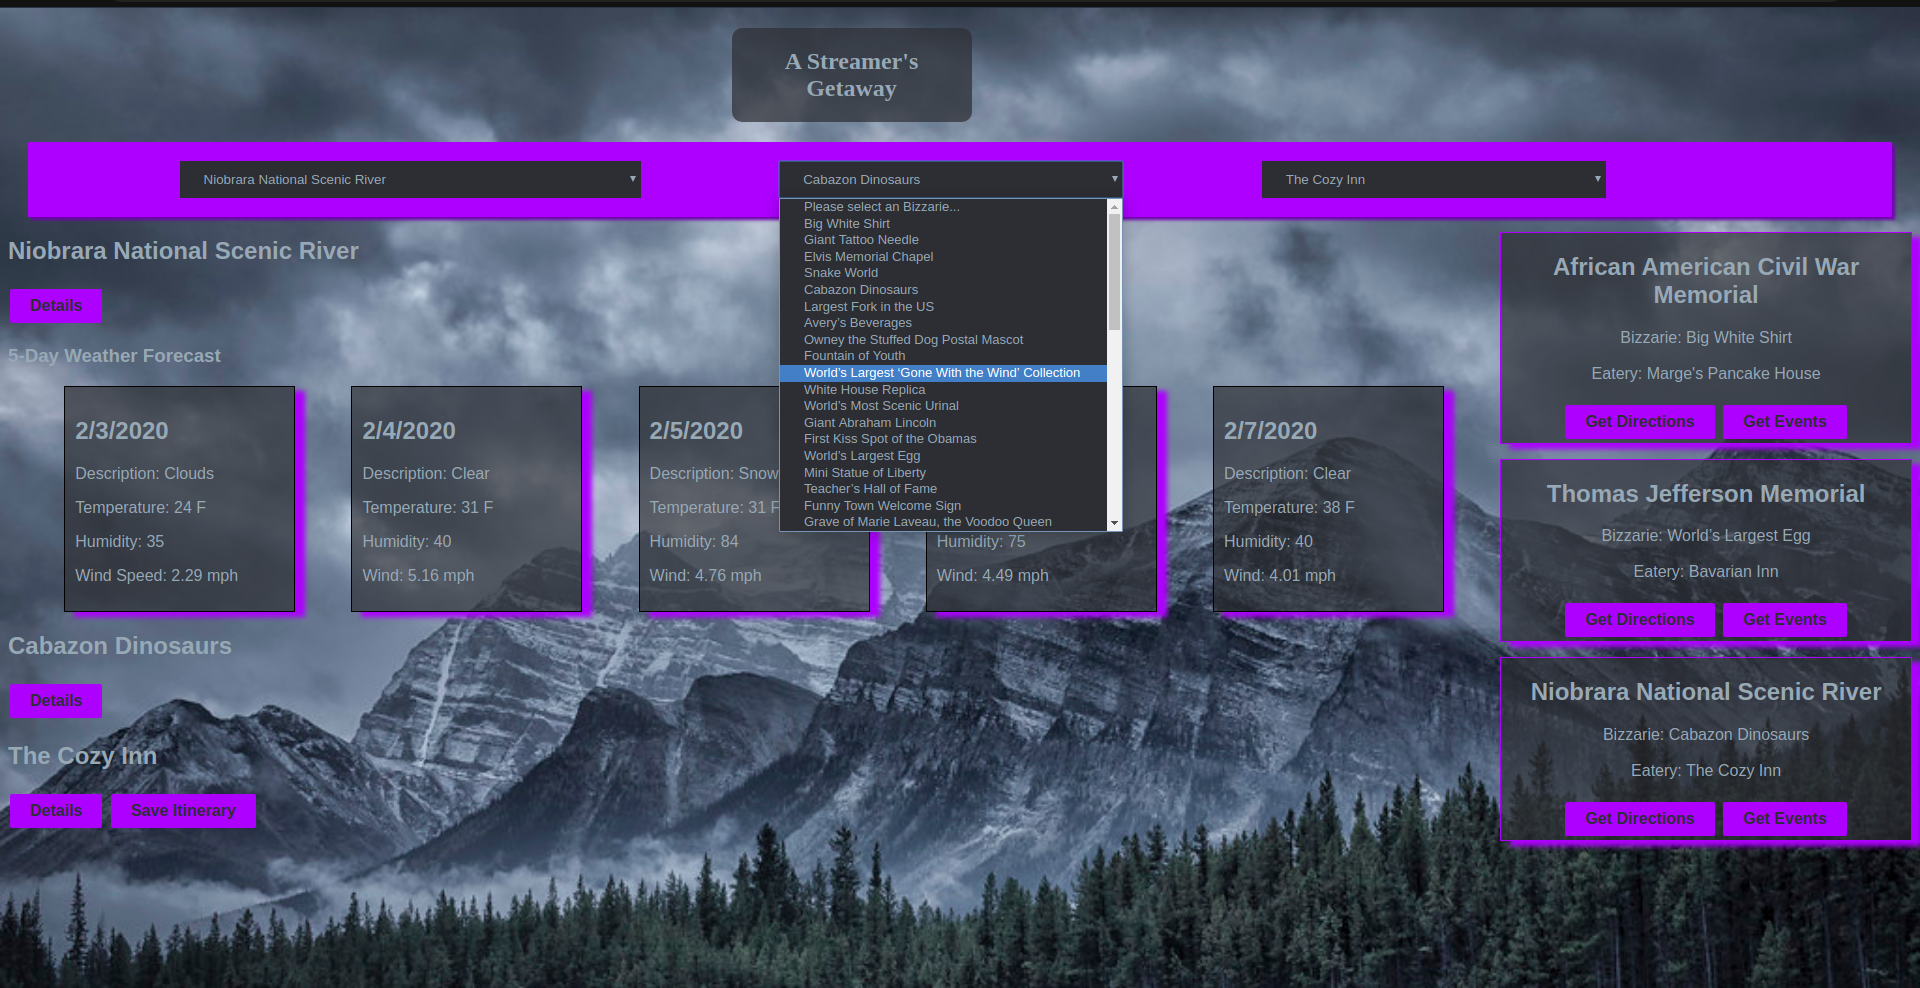 A Streamer's
Getaway
Niobrara National Scenic River
Cabazon Dinosaurs
The Cozy Inn
Please select an Bizzarie...
Big White Shirt
Giant Tattoo Needle
Elvis Memorial Chapel
Snake World
Cabazon Dinosaurs
Largest Fork in the US
Avery’s Beverages
Owney the Stuffed Dog Postal Mascot
Fountain of Youth
World’s Largest ‘Gone With the Wind’ Collection
White House Replica
World’s Most Scenic Urinal
Giant Abraham Lincoln
First Kiss Spot of the Obamas
World’s Largest Egg
Mini Statue of Liberty
Teacher’s Hall of Fame
Funny Town Welcome Sign
Grave of Marie Laveau, the Voodoo Queen
Niobrara National Scenic River
Details
5-Day Weather Forecast
2/3/2020
Description: Clouds
Temperature: 24 F
Humidity: 35
Wind Speed: 2.29 mph
2/4/2020
Description: Clear
Temperature: 31 F
Humidity: 40
Wind: 5.16 mph
2/5/2020
Description: Snow
Temperature: 31 F
Humidity: 84
Wind: 4.76 mph
Humidity: 75
Wind: 4.49 mph
2/7/2020
Description: Clear
Temperature: 38 F
Humidity: 40
Wind: 4.01 mph
Cabazon Dinosaurs
Details
The Cozy Inn
Details
Save Itinerary
African American Civil War
Memorial
Bizzarie: Big White Shirt
Eatery: Marge's Pancake House
Get Directions
Get Events
Thomas Jefferson Memorial
Bizzarie: World’s Largest Egg
Eatery: Bavarian Inn
Get Directions
Get Events
Niobrara National Scenic River
Bizzarie: Cabazon Dinosaurs
Eatery: The Cozy Inn
Get Directions
Get Events